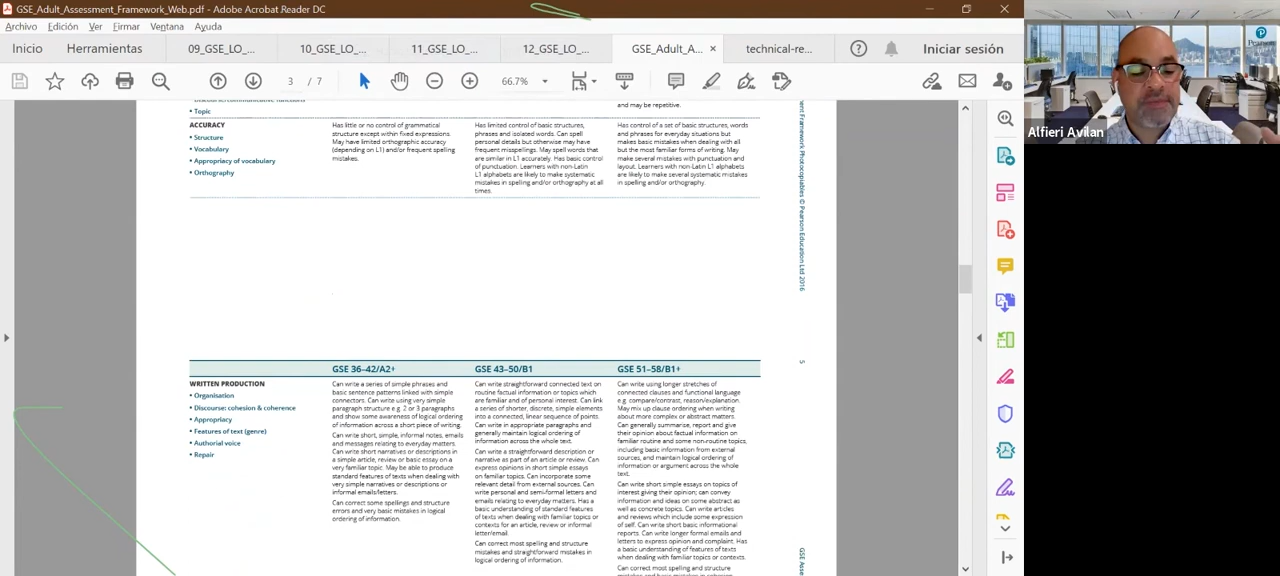 GSE_Adult_Assessment_Framework_Web.pdf - Adobe Acrobat Reader DC
Archivo Edición Ver Firmar Ventana Ayuda
Inicio Herramientas 09_GSE_LO_... 10_GSE_LO_... 11_GSE_LO_... 12_GSE_LO_... GSE_Adult_A... × technical-re... Iniciar sesión
3 / 7 66.7%
Pearson
Alfieri Avilan
• Topic
and may be repetitive.
ACCURACY
• Structure
• Vocabulary
• Appropriacy of vocabulary
• Orthography
Has little or no control of grammatical
structure except within fixed expressions.
May have limited orthographic accuracy
(depending on L1) and/or frequent spelling
mistakes.
Has limited control of basic structures,
phrases and isolated words. Can spell
personal details but otherwise may have
frequent misspellings. May spell words that
are similar in L1 accurately. Has basic control
of punctuation. Learners with non-Latin
L1 alphabets are likely to make systematic
mistakes in spelling and/or orthography at all
times.
Has control of a set of basic structures, words
and phrases for everyday situations but
makes basic mistakes when dealing with all
but the most familiar forms of writing. May
make several mistakes with punctuation and
layout. Learners with non-Latin L1 alphabets
are likely to make several systematic mistakes
in spelling and/or orthography.
Framework Photocopiables © Pearson Education Ltd 2016
5
GSE 36–42/A2+ GSE 43–50/B1 GSE 51–58/B1+
WRITTEN PRODUCTION
• Organisation
• Discourse: cohesion & coherence
• Appropriacy
• Features of text (genre)
• Authorial voice
• Repair
Can write a series of simple phrases and
basic sentence patterns linked with simple
connectors. Can write using very simple
paragraph structure e.g. 2 or 3 paragraphs
and show some awareness of logical ordering
of information across a short piece of writing.
Can write short, simple, informal notes, emails
and messages relating to everyday matters.
Can write short narratives or descriptions in
a simple article, review or basic essay on a
very familiar topic. May be able to produce
standard features of texts when dealing with
very simple narratives or descriptions or
informal emails/letters.
Can correct some spellings and structure
errors and very basic mistakes in logical
ordering of information.
Can write straightforward connected text on
routine factual information or topics which
are familiar and of personal interest. Can link
a series of shorter, discrete, simple elements
into a connected, linear sequence of points.
Can write in appropriate paragraphs and
generally maintain logical ordering of
information across the whole text.
Can write a straightforward description or
narrative as part of an article or review. Can
express opinions in short simple essays
on familiar topics. Can incorporate some
relevant detail from external sources. Can
write personal and semi-formal letters and
emails relating to everyday matters. Has a
basic understanding of standard features
of texts when dealing with familiar topics or
contexts for an article, review or informal
letter/email.
Can correct most spelling and structure
mistakes and straightforward mistakes in
logical ordering of information.
Can write using longer stretches of
connected clauses and functional language
e.g. compare/contrast, reason/explanation.
May mix up clause ordering when writing
about more complex or abstract matters.
Can generally summarise, report and give
their opinion about factual information on
familiar routine and some non-routine topics,
including basic information from external
sources, and maintain logical ordering of
information or argument across the whole
text.
Can write short simple essays on topics of
interest giving their opinion; can convey
information and ideas on some abstract as
well as concrete topics. Can write articles
and reviews which include some expression
of self. Can write short basic informational
reports. Can write longer formal emails and
letters to express opinion and complaint. Has
a basic understanding of features of texts
when dealing with familiar topics or contexts.
Can correct most spelling and structure
GSE Asse